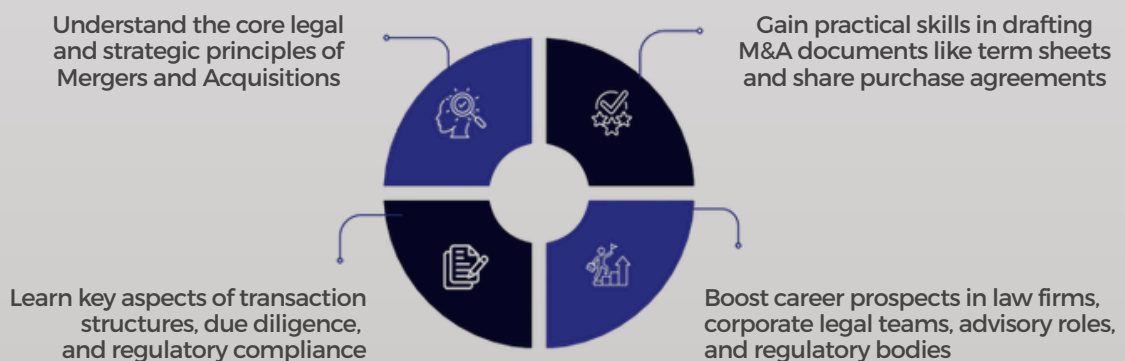 Understand the core legal
and strategic principles of
Mergers and Acquisitions
Gain practical skills in drafting
M&A documents like term sheets
and share purchase agreements
Learn key aspects of transaction
structures, due diligence,
and regulatory compliance
Boost career prospects in law firms,
corporate legal teams, advisory roles,
and regulatory bodies